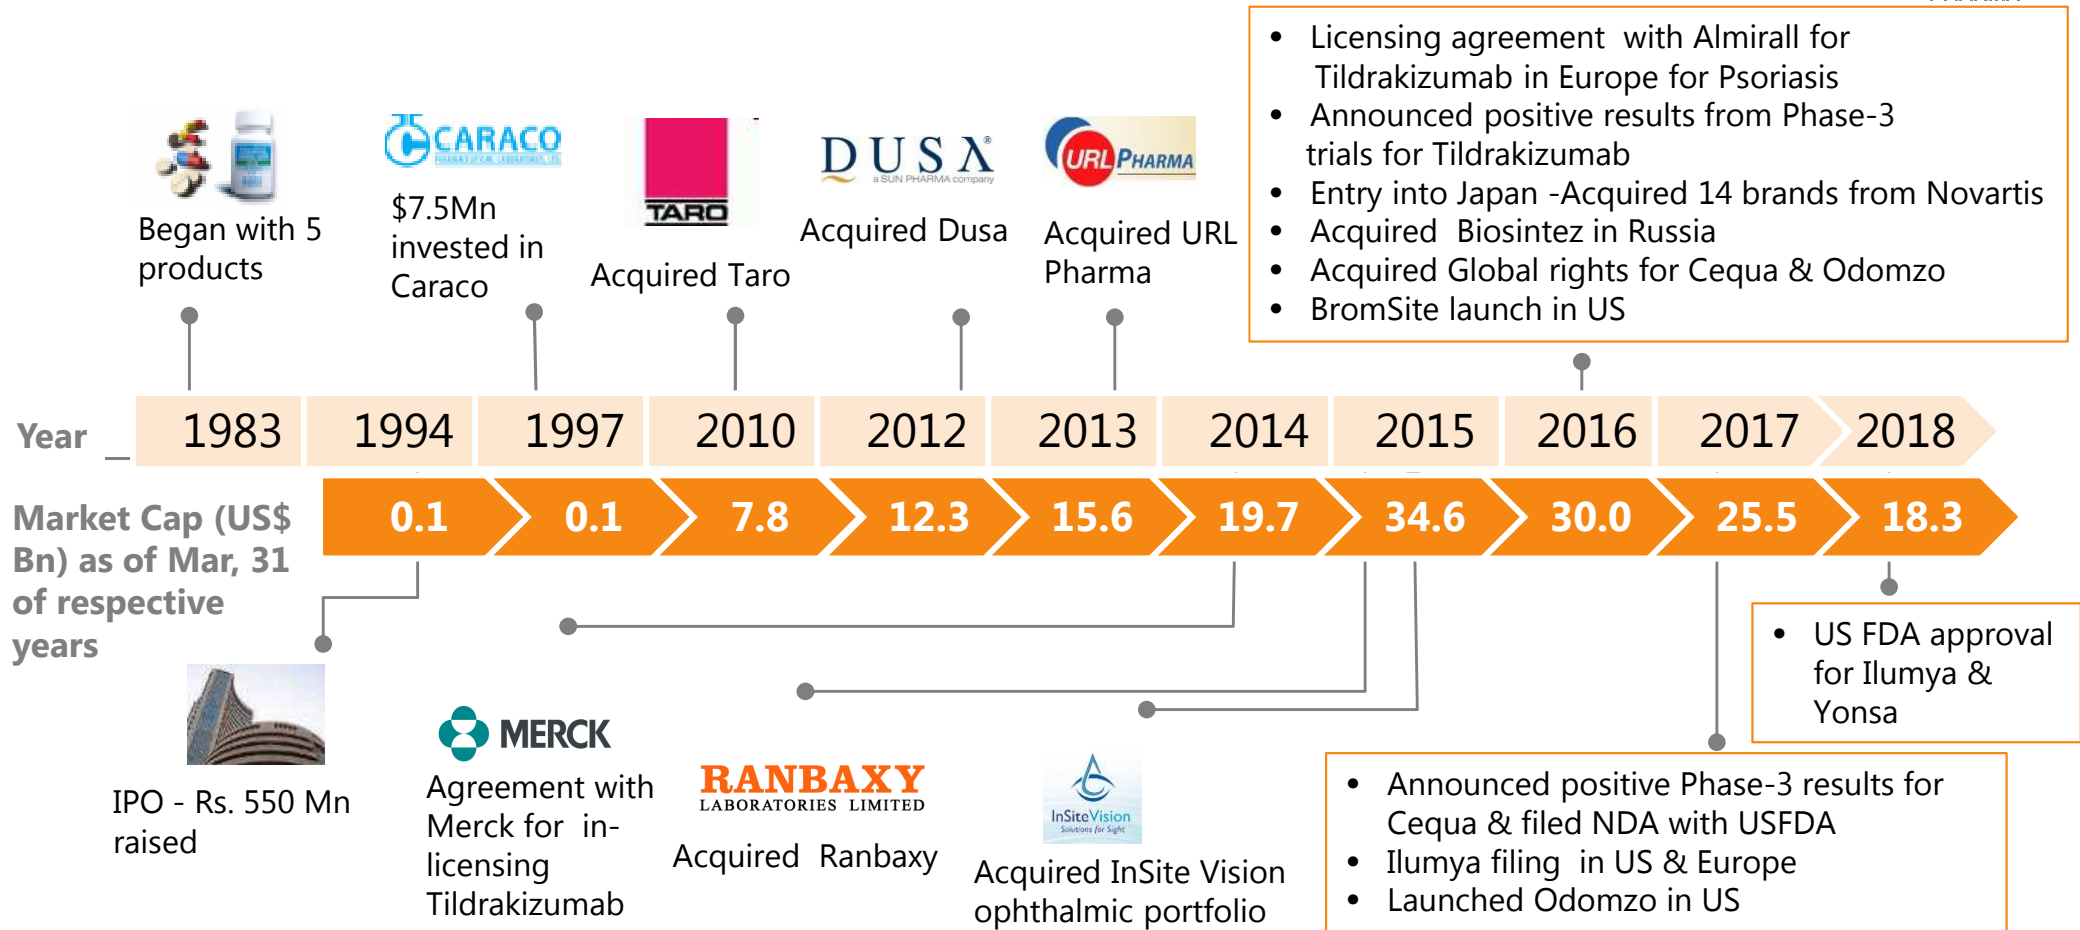 • Licensing agreement with Almirall for
Tildrakizumab in Europe for Psoriasis
• Announced positive results from Phase-3
trials for Tildrakizumab
• Entry into Japan -Acquired 14 brands from Novartis
• Acquired Biosintez in Russia
• Acquired Global rights for Cequa & Odomzo
• BromSite launch in US
Began with 5
products
CARACO
PHARMACEUTICAL LABORATORIES, LTD.
$7.5Mn
invested in
Caraco
TARO
Acquired Taro
DUSA®
a SUN PHARMA company
Acquired Dusa
URL PHARMA
Acquired URL
Pharma
Year
1983 1994 1997 2010 2012 2013 2014 2015 2016 2017 2018
Market Cap (US$
Bn) as of Mar, 31
of respective
years
0.1 0.1 7.8 12.3 15.6 19.7 34.6 30.0 25.5 18.3
IPO - Rs. 550 Mn
raised
MERCK
Agreement with
Merck for in-
licensing
Tildrakizumab
RANBAXY
LABORATORIES LIMITED
Acquired Ranbaxy
InSite Vision
Solutions for Sight
Acquired InSite Vision
ophthalmic portfolio
• Announced positive Phase-3 results for
Cequa & filed NDA with USFDA
• Ilumya filing in US & Europe
• Launched Odomzo in US
• US FDA approval
for Ilumya &
Yonsa